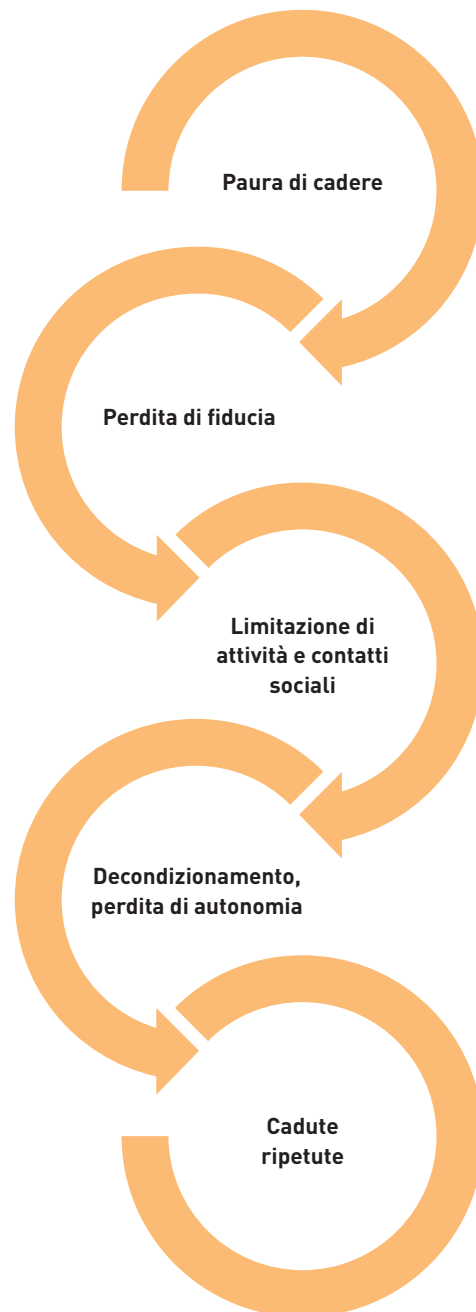 Paura di cadere
Perdita di fiducia
Limitazione di
attività e contatti
sociali
Decondizionamento,
perdita di autonomia
Cadute
ripetute